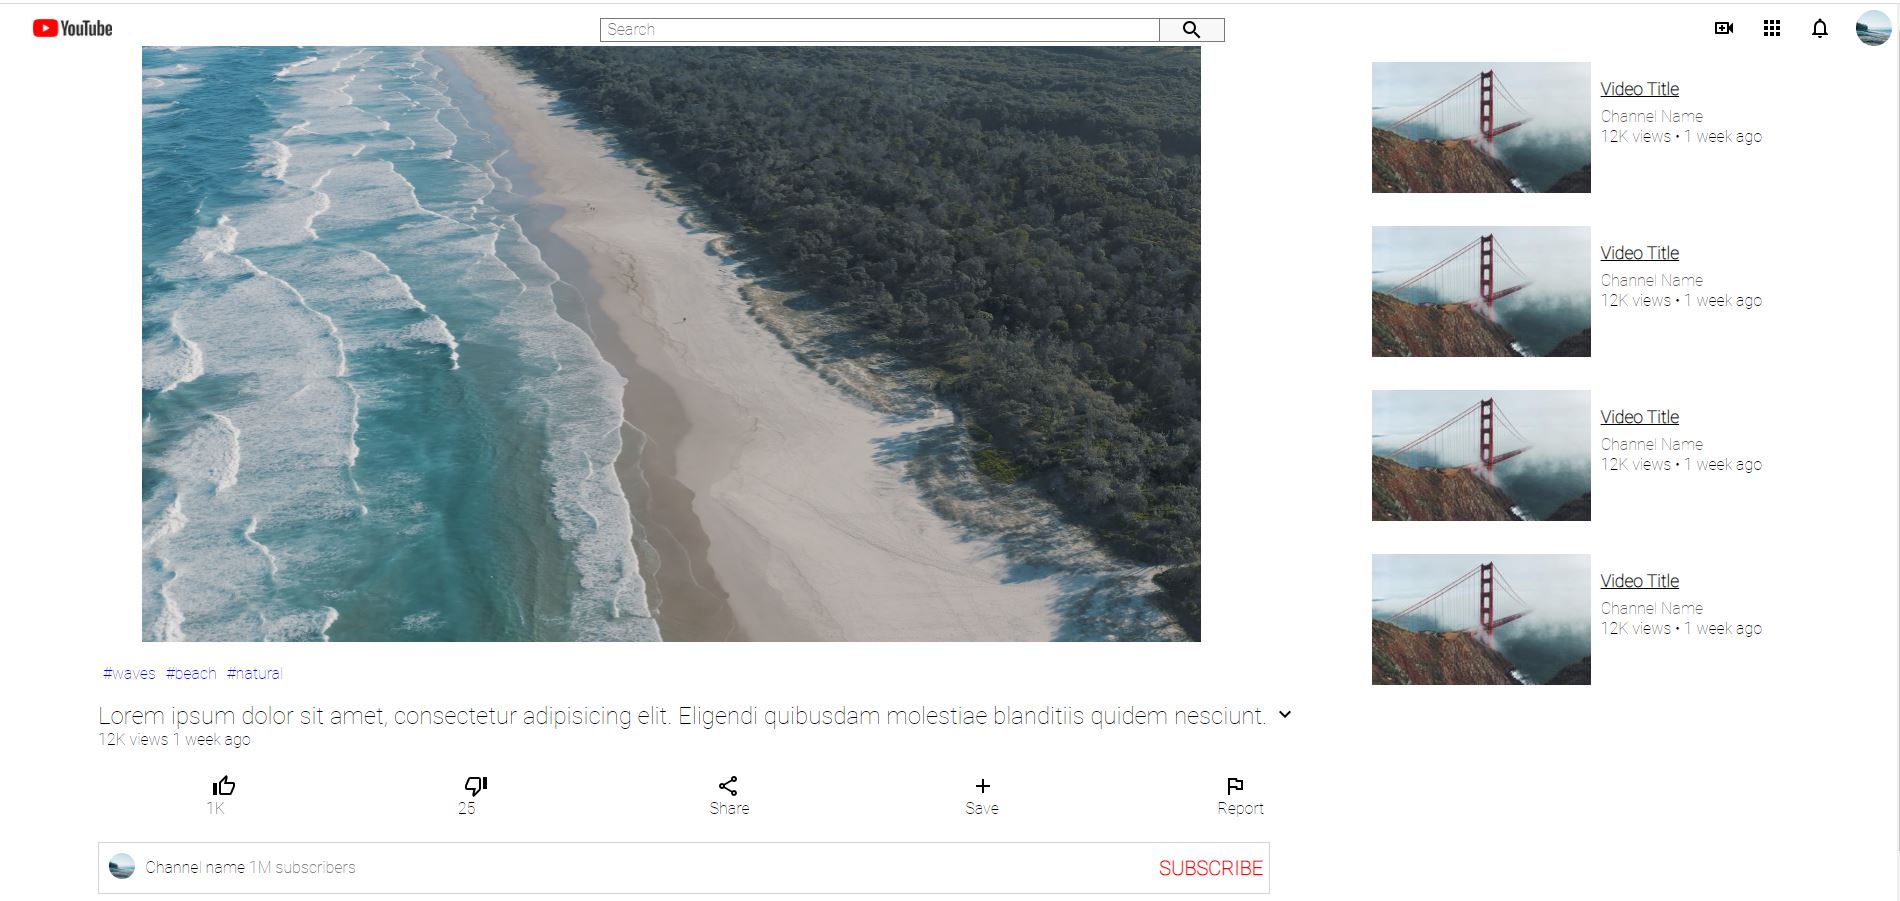 YouTube
Search
Video Title
Channel Name
12K views • 1 week ago
Video Title
Channel Name
12K views • 1 week ago
Video Title
Channel Name
12K views • 1 week ago
Video Title
Channel Name
12K views • 1 week ago
#waves #beach #natural
Lorem ipsum dolor sit amet, consectetur adipisicing elit. Eligendi quibusdam molestiae blanditiis quidem nesciunt.
12K views 1 week ago
1K 25 Share Save Report
Channel name 1M subscribers SUBSCRIBE